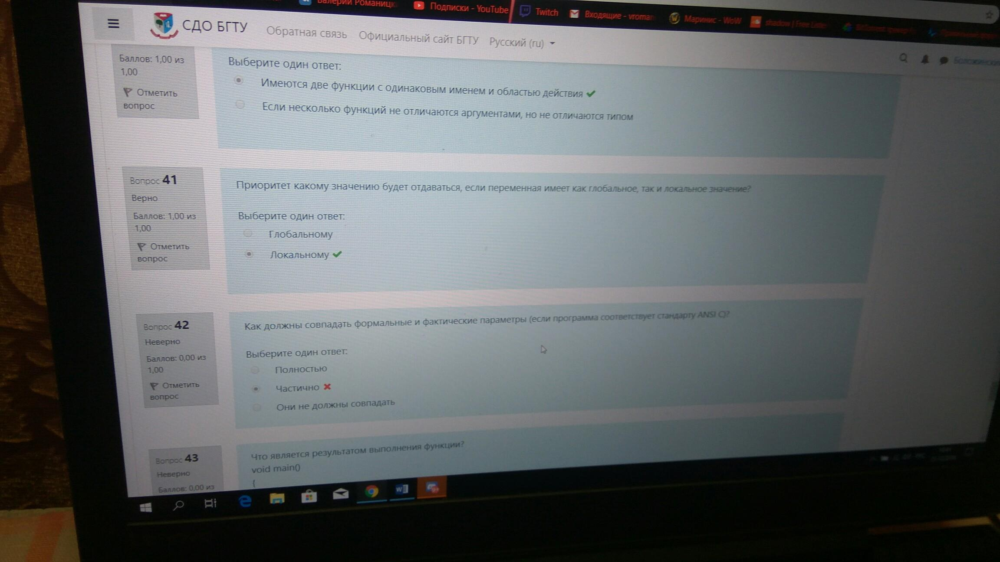 Валерий Романицк
Подписки - YouTube
Twitch
Входящие - vroman
Маринис - WoW
shadow | Free Liste
СДО БГТУ
Обратная связь
Официальный сайт БГТУ
Русский (ru)
Баллов: 1,00 из
1,00
Отметить
вопрос
Выберите один ответ:
Имеются две функции с одинаковым именем и областью действия
Если несколько функций не отличаются аргументами, но не отличаются типом
Вопрос 41
Верно
Баллов: 1,00 из
1,00
Отметить
вопрос
Приоритет какому значению будет отдаваться, если переменная имеет как глобальное, так и локальное значение?
Выберите один ответ:
Глобальному
Локальному
Вопрос 42
Неверно
Баллов: 0,00 из
1,00
Отметить
вопрос
Как должны совпадать формальные и фактические параметры (если программа соответствует стандарту ANSI C)?
Выберите один ответ:
Полностью
Частично
Они не должны совпадать
Вопрос 43
Неверно
Баллов: 0,00 из
Что является результатом выполнения функции?
void main()
{